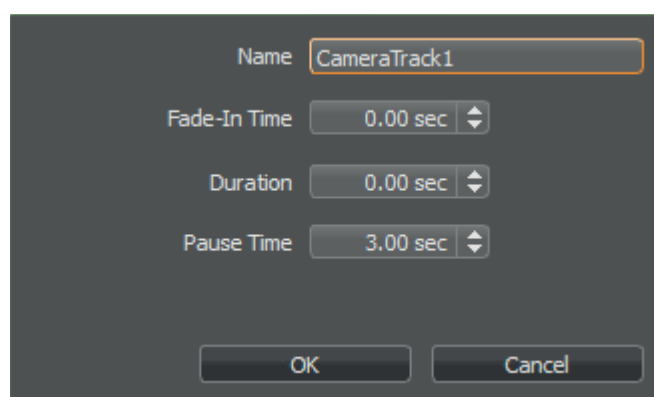 Name CameraTrack1
Fade-In Time 0.00 sec
Duration 0.00 sec
Pause Time 3.00 sec
OK Cancel